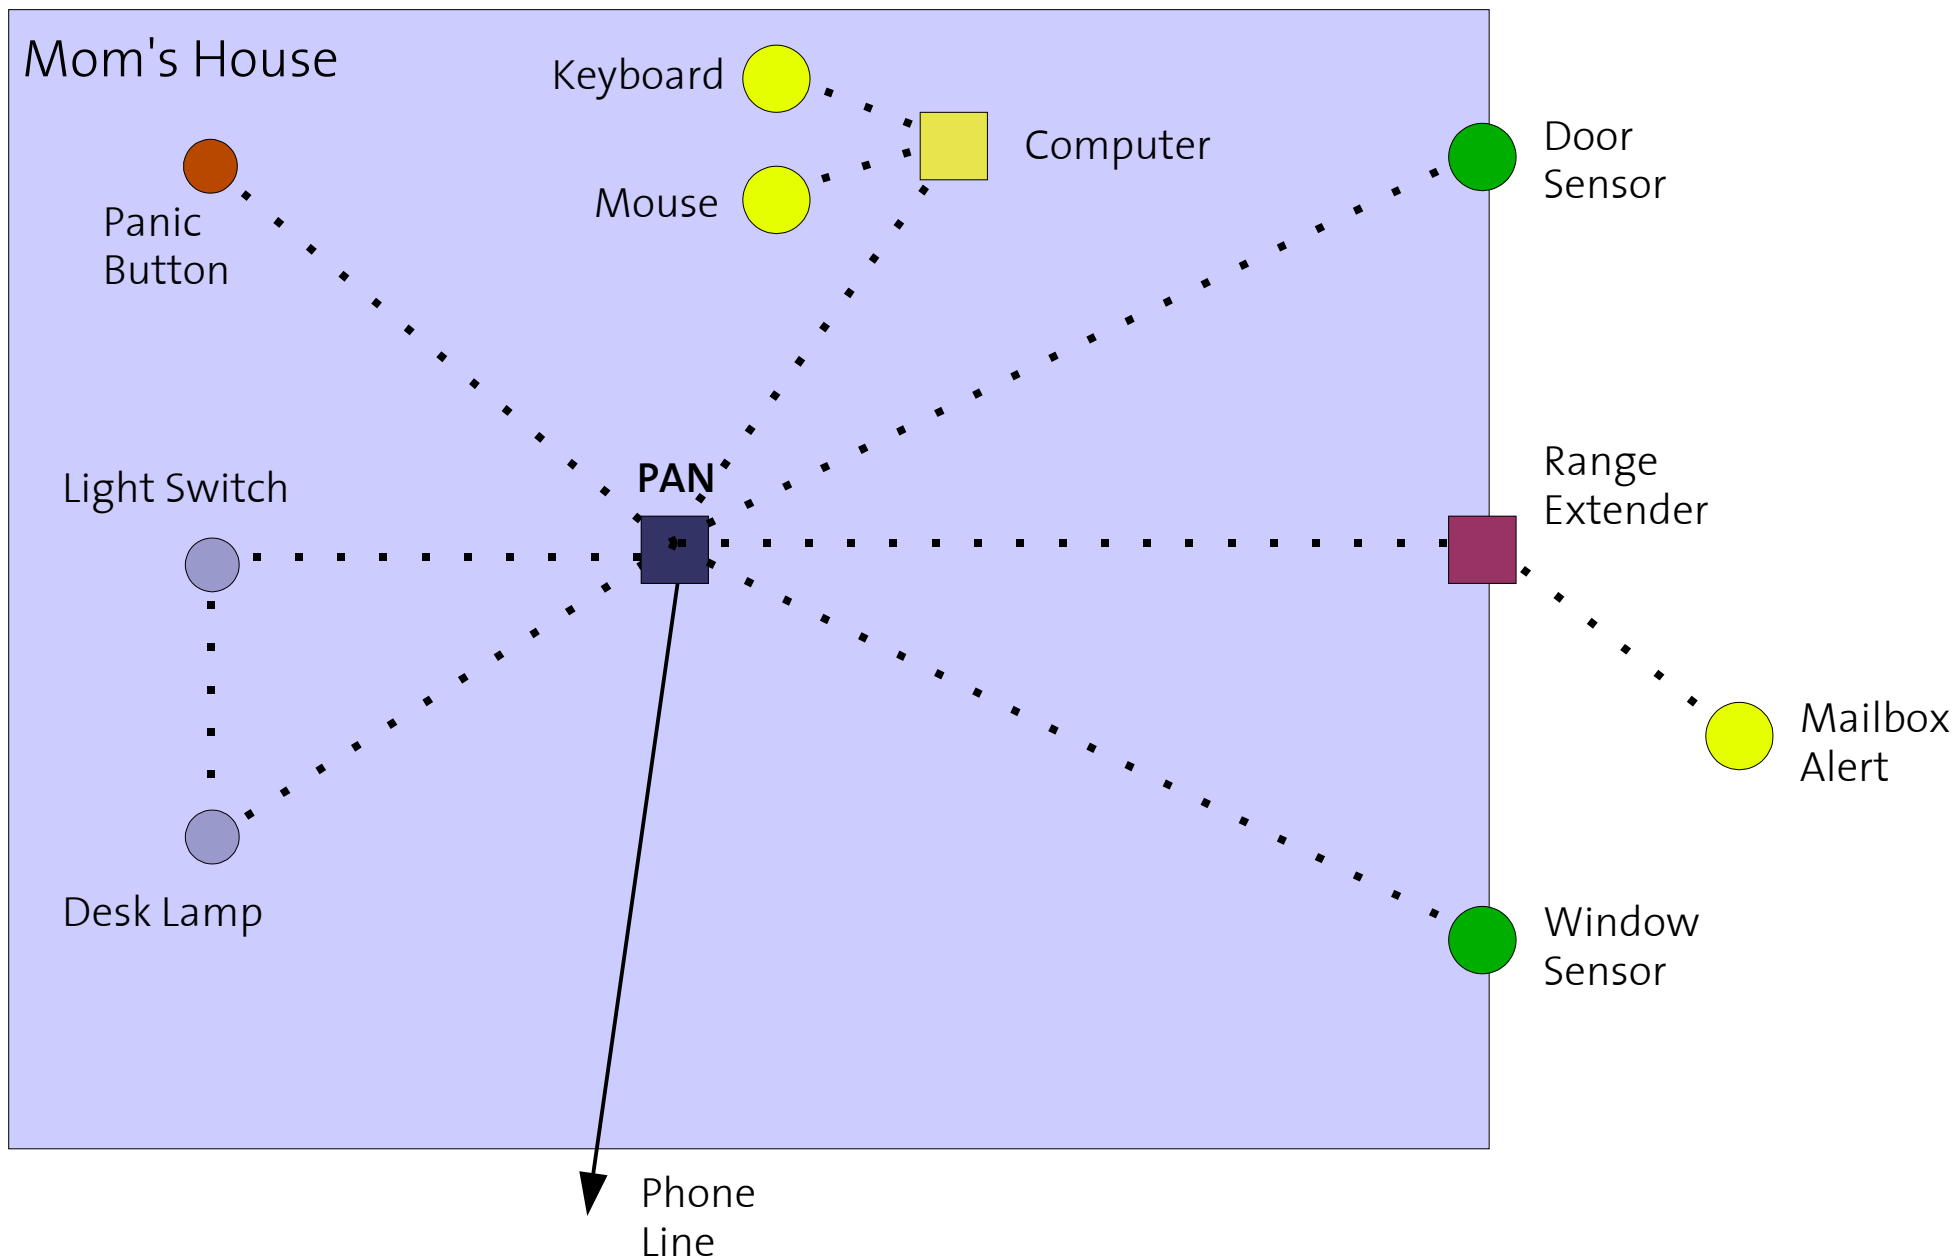 Mom's House
Keyboard
Computer
Door
Sensor
Mouse
Panic
Button
PAN
Range
Extender
Light Switch
Mailbox
Alert
Desk Lamp
Window
Sensor
Phone
Line